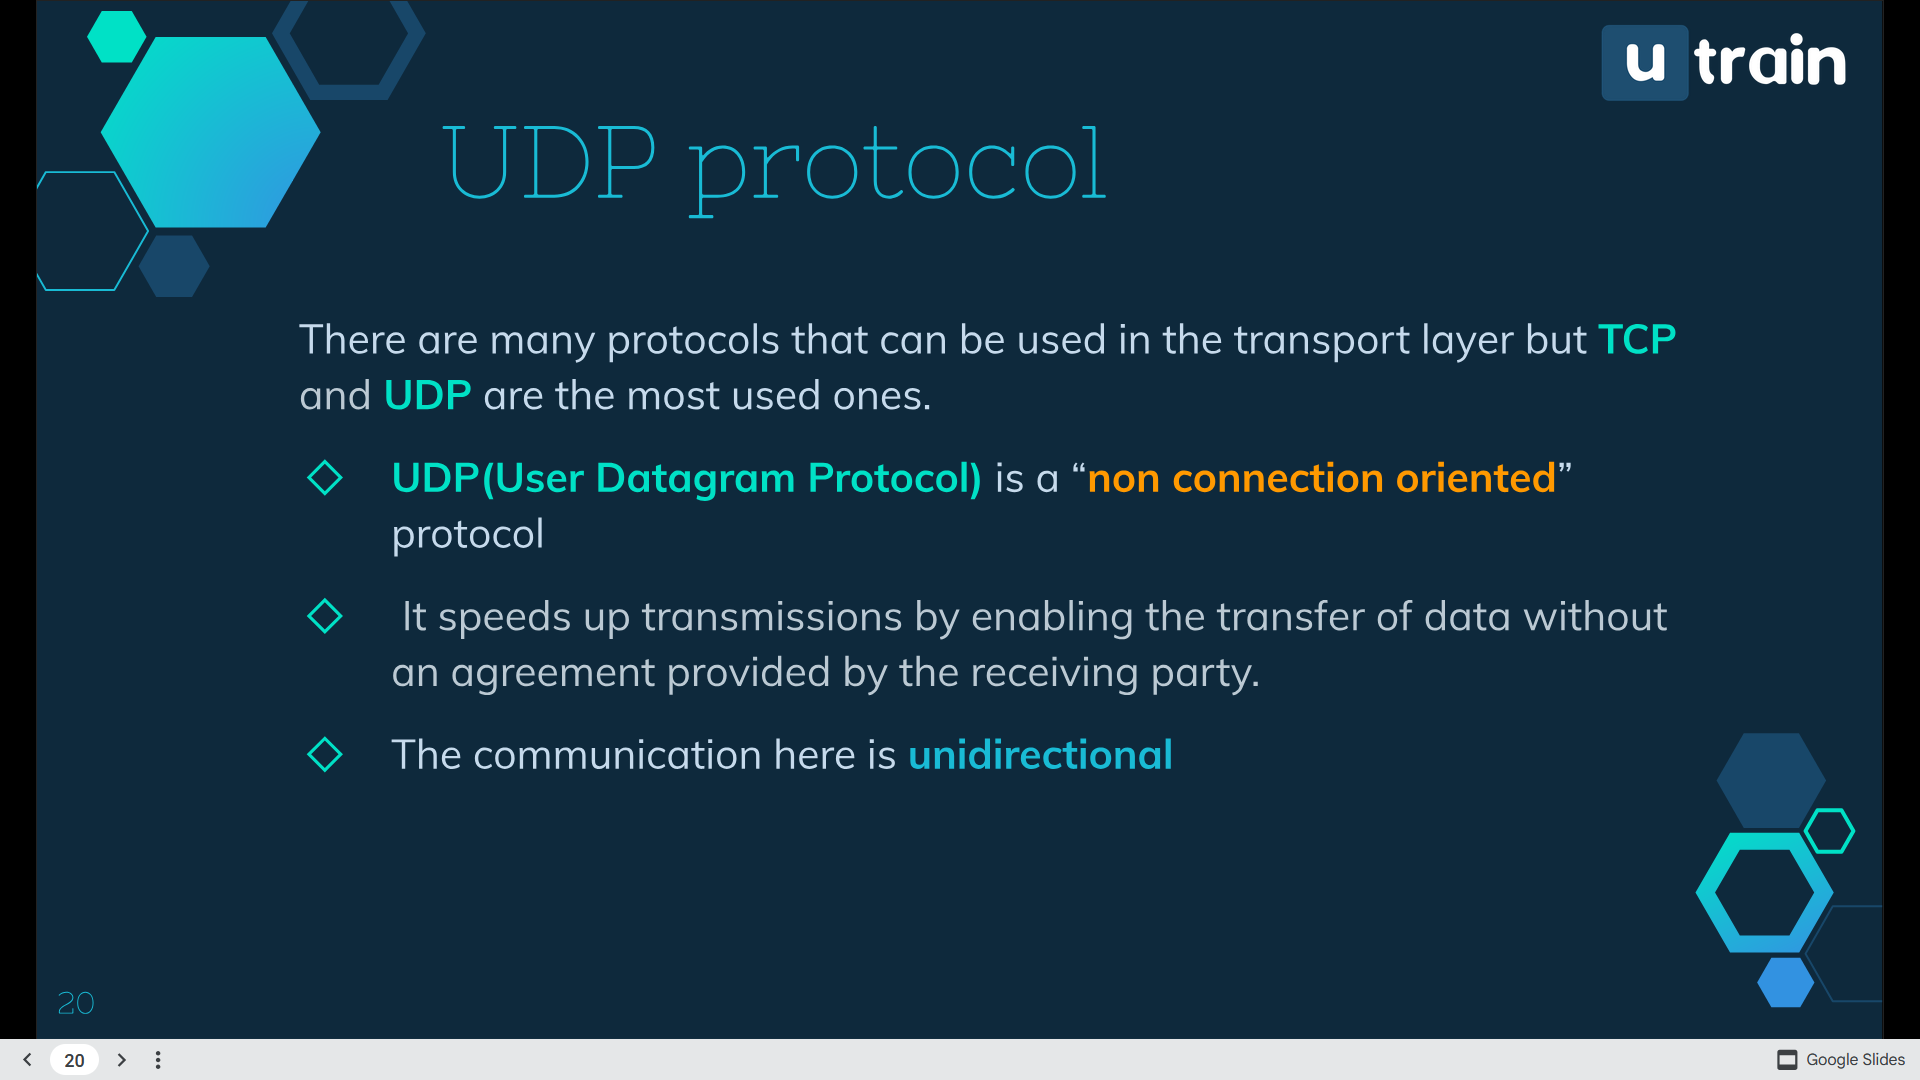 u train
UDP protocol
There are many protocols that can be used in the transport layer but TCP
and UDP are the most used ones.
UDP(User Datagram Protocol) is a “non connection oriented”
protocol
It speeds up transmissions by enabling the transfer of data without
an agreement provided by the receiving party.
The communication here is unidirectional
20
20
Google Slides